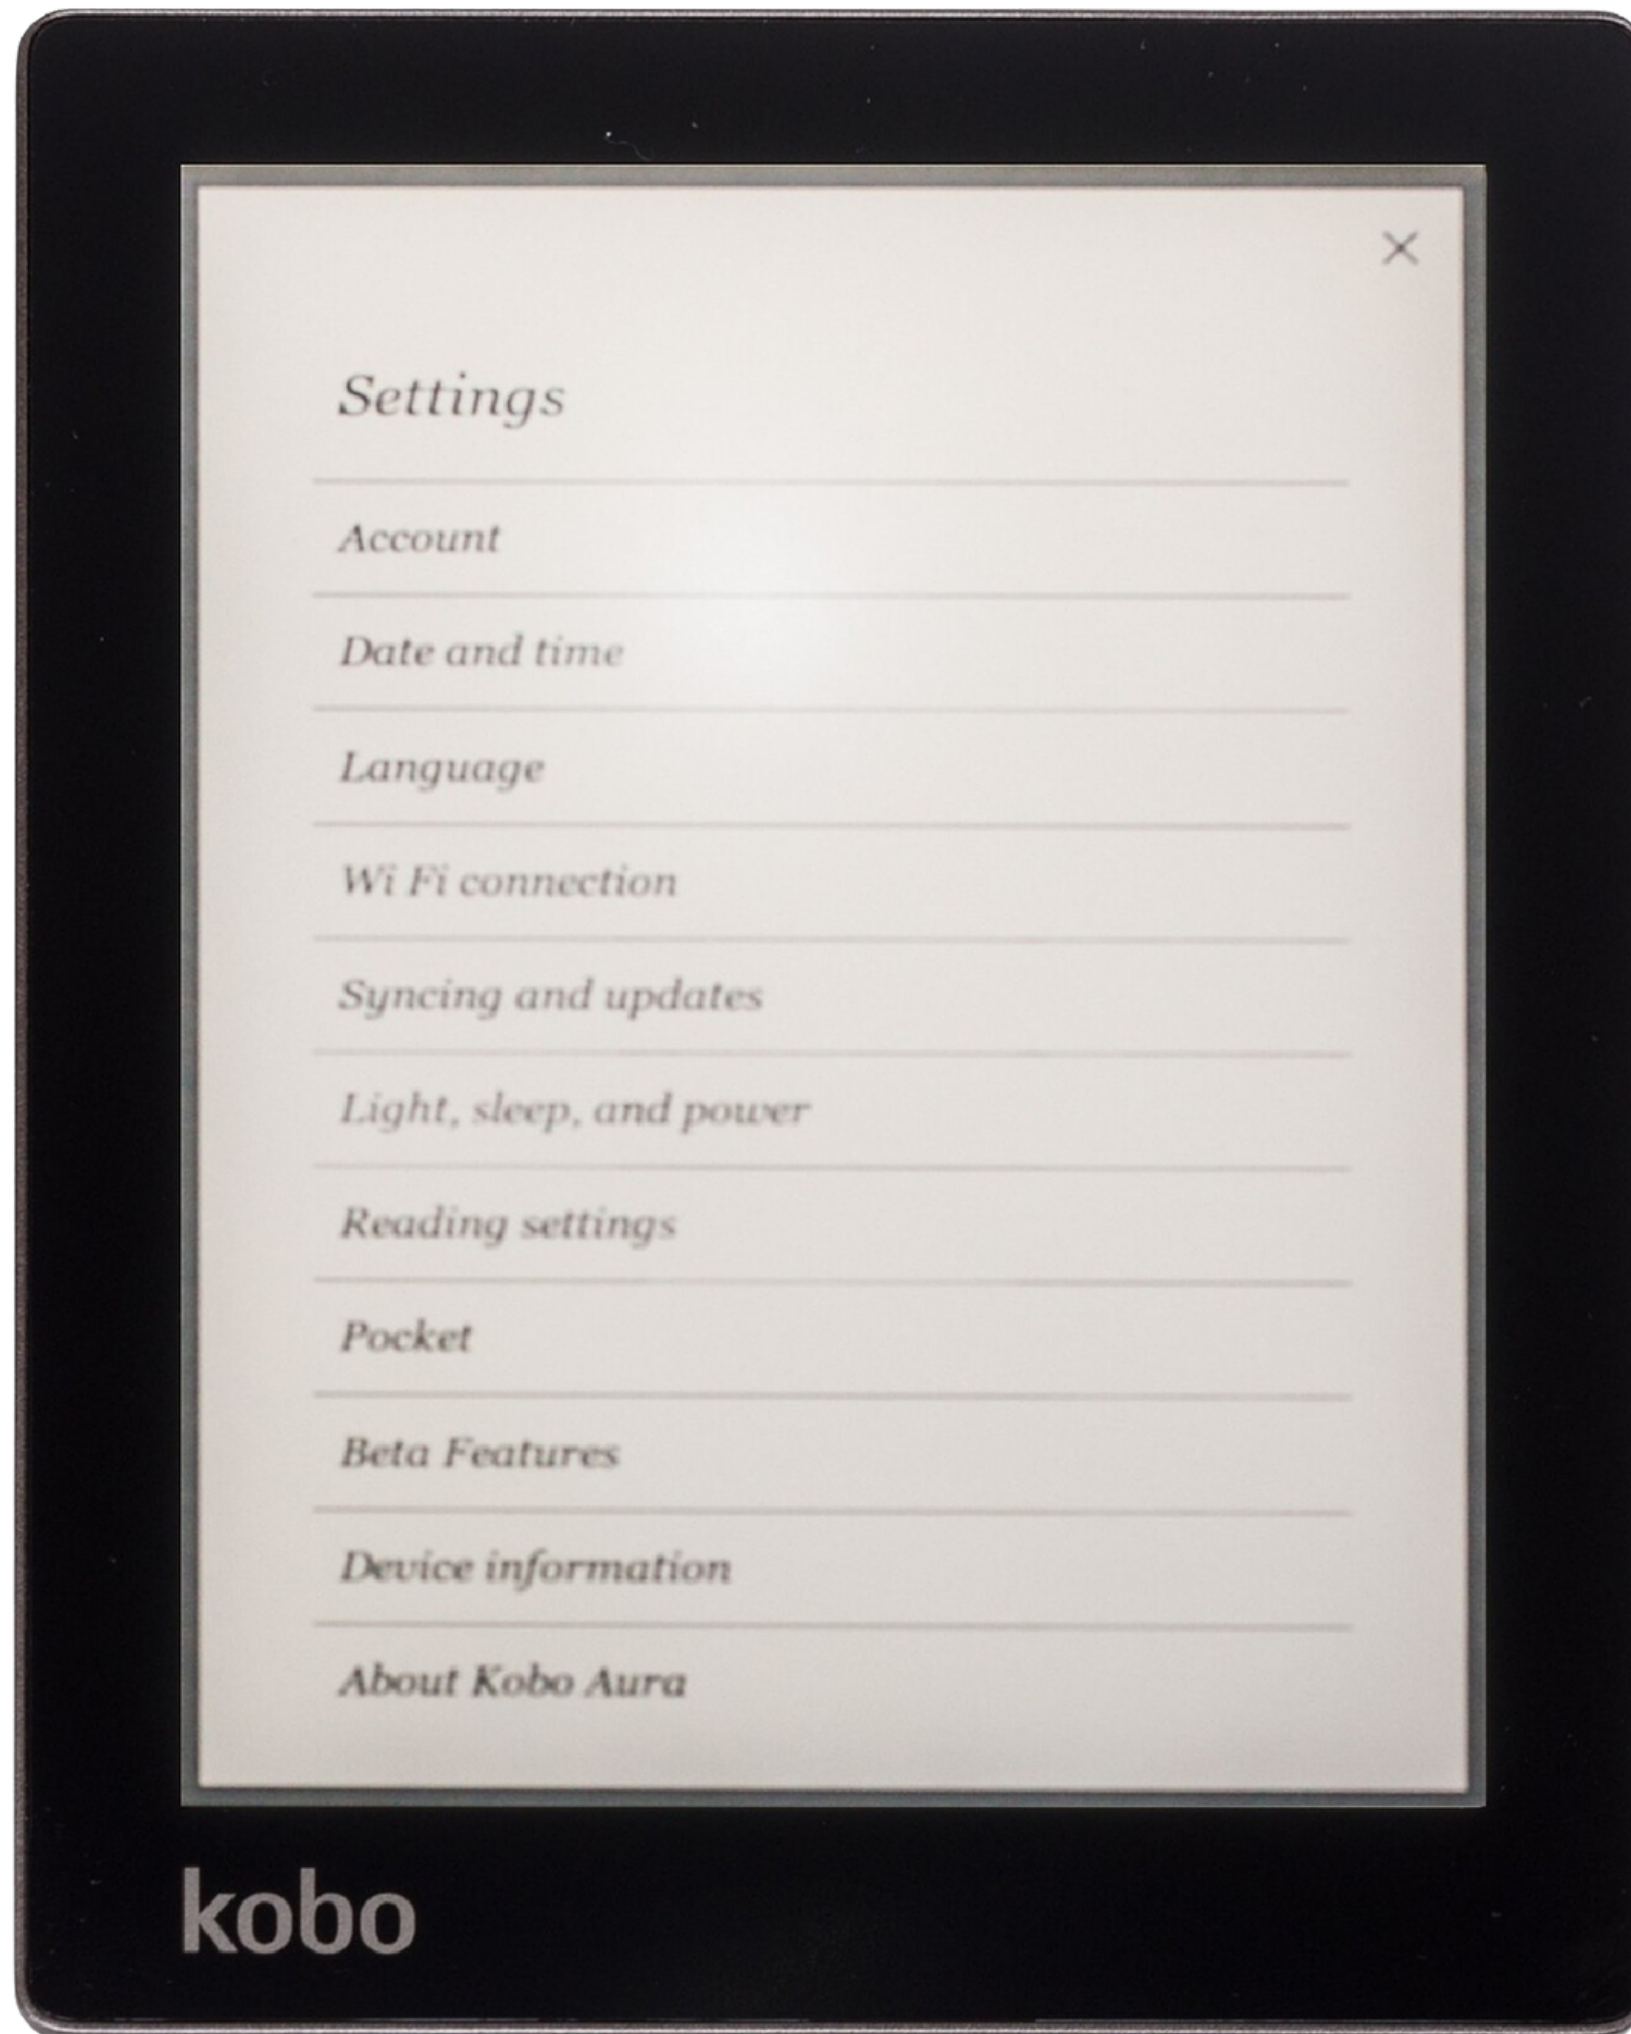 Settings
Account
Date and time
Language
Wi Fi connection
Syncing and updates
Light, sleep, and power
Reading settings
Pocket
Beta Features
Device information
About Kobo Aura
kobo